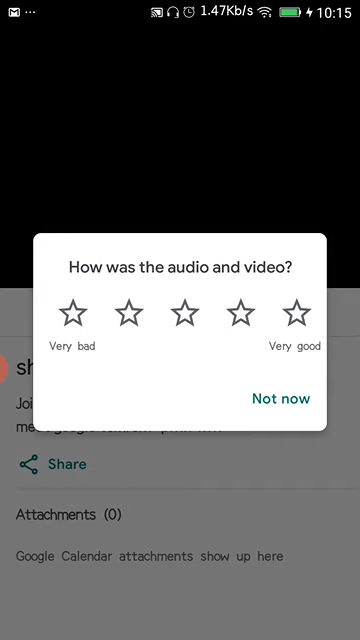 1.47Kb/s 10:15
How was the audio and video?
Very bad Very good
Not now
Share
Attachments (0)
Google Calendar attachments show up here